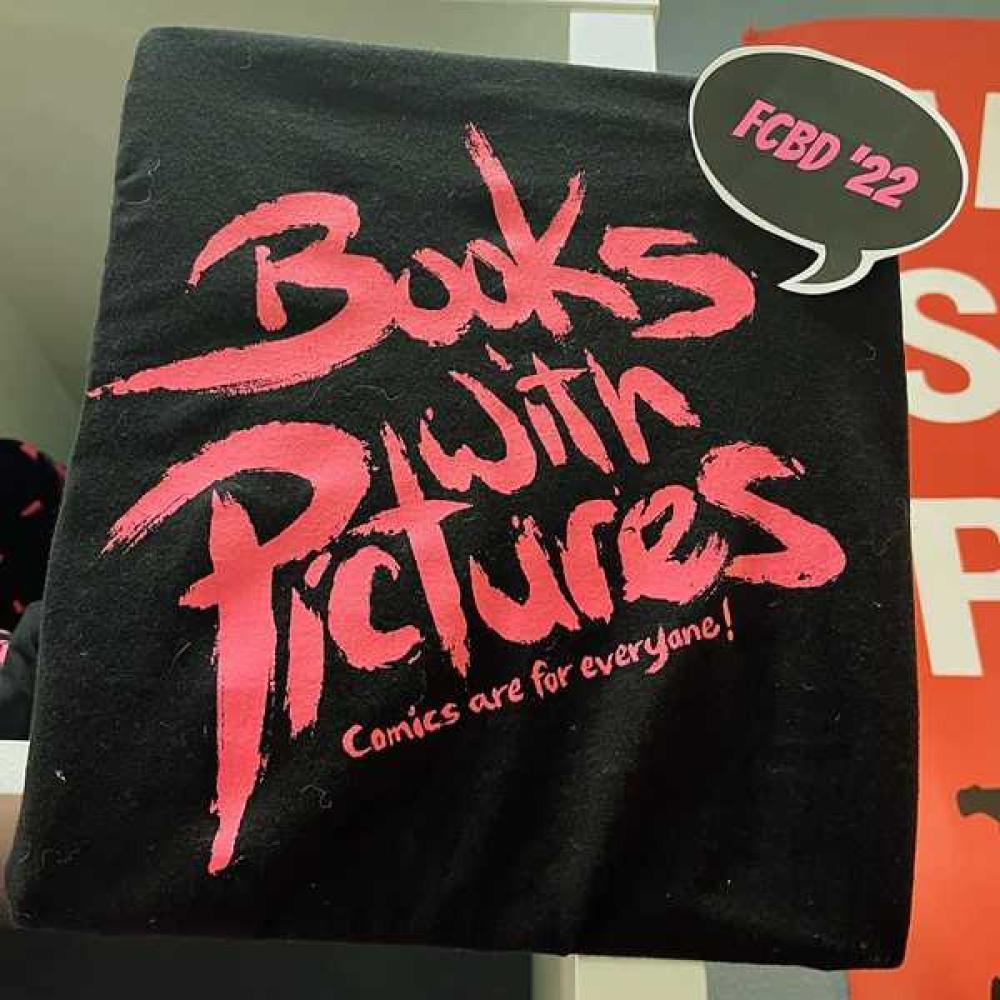 FCBD '22
Books
with
Pictures
Comics are for everyone!
S
P